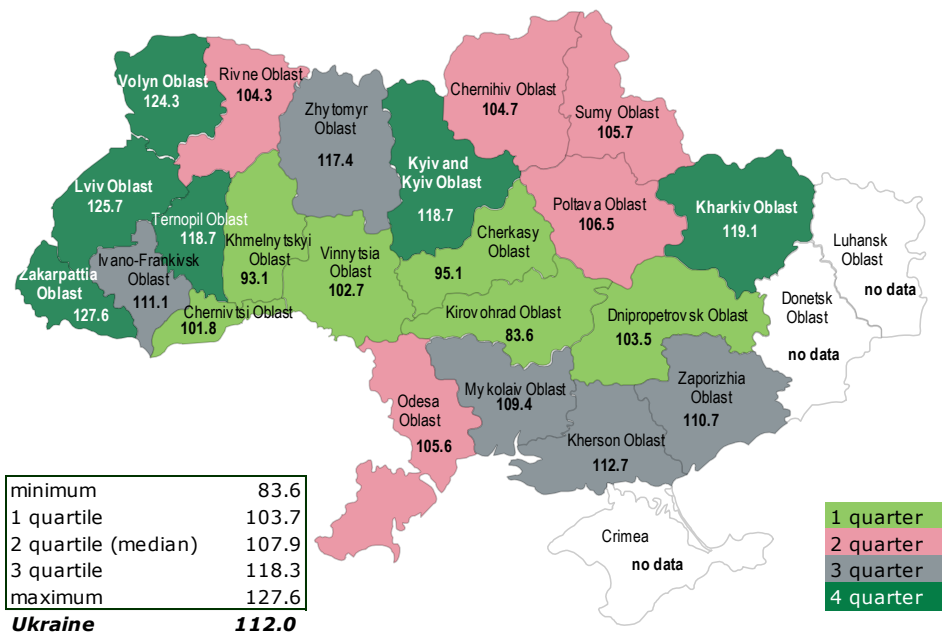 Volyn Oblast
124.3
Rivne Oblast
104.3
Zhytomyr
Oblast
117.4
Kyiv and
Kyiv Oblast
118.7
Chernihiv Oblast
104.7
Sumy Oblast
105.7
Lviv Oblast
125.7
Ternopil Oblast
118.7
Khmelnytskyi
Oblast
93.1
Vinnytsia
Oblast
102.7
Cherkasy
Oblast
95.1
Poltava Oblast
106.5
Kharkiv Oblast
119.1
Luhansk
Oblast
no data
Zakarpattia
Oblast
127.6
Ivano-Frankivsk
Oblast
111.1
Chernivtsi Oblast
101.8
Kirovohrad Oblast
83.6
Dnipropetrovsk Oblast
103.5
Donetsk
Oblast
no data
Odesa
Oblast
105.6
Mykolaiv Oblast
109.4
Kherson Oblast
112.7
Zaporizhia
Oblast
110.7
Crimea
no data
minimum 83.6
1 quartile 103.7
2 quartile (median) 107.9
3 quartile 118.3
maximum 127.6
Ukraine 112.0
1 quarter
2 quarter
3 quarter
4 quarter